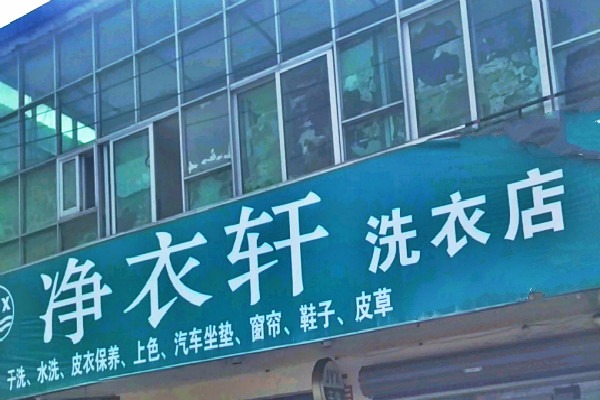 净衣轩 洗衣店
干洗、水洗、皮衣保养、上色、汽车坐垫、窗帘、鞋子、皮草